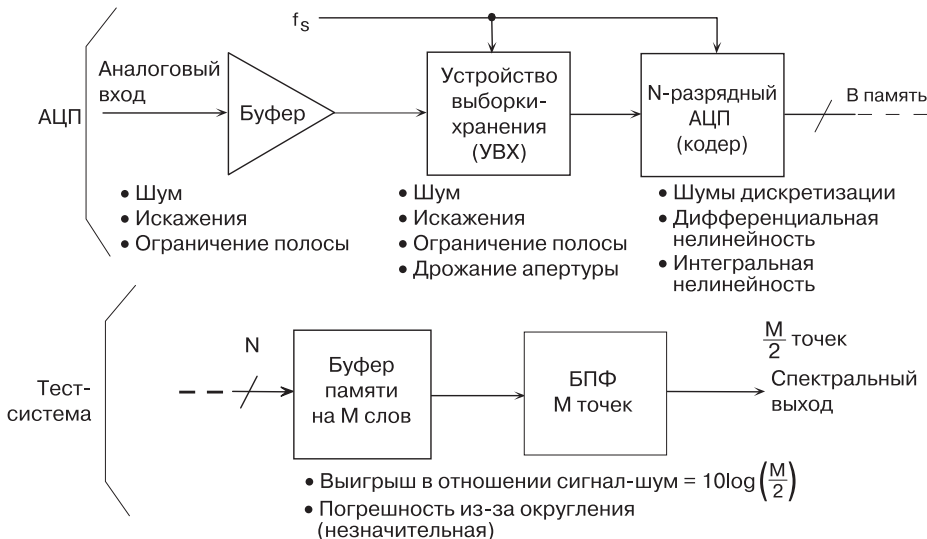 f_s
Аналоговый
вход
АЦП
Буфер
Устройство
выборки-
хранения
(УВХ)
N-разрядный
АЦП
(кодер)
В память
• Шум
• Искажения
• Ограничение полосы
• Шум
• Искажения
• Ограничение полосы
• Дрожание апертуры
• Шумы дискретизации
• Дифференциальная
нелинейность
• Интегральная
нелинейность
Тест-
система
N
Буфер
памяти
на М слов
БПФ
М точек
M/2 точек
Спектральный
выход
• Выигрыш в отношении сигнал-шум = 10log(M/2)
• Погрешность из-за округления
(незначительная)